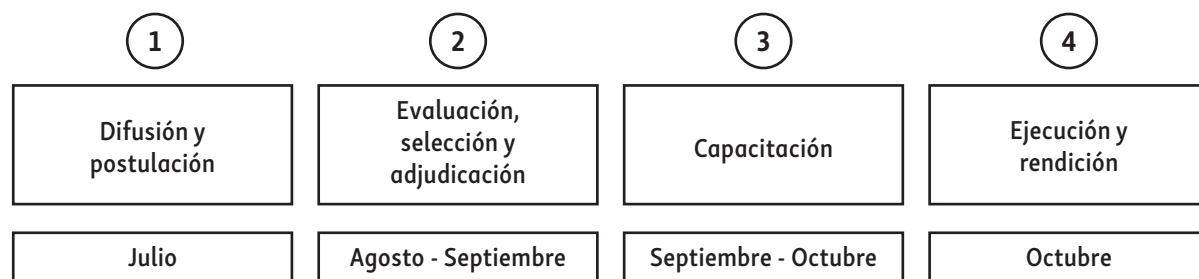 1
2
3
4
Difusión y
postulación
Evaluación,
selección y
adjudicación
Capacitación
Ejecución y
rendición
Julio
Agosto - Septiembre
Septiembre - Octubre
Octubre